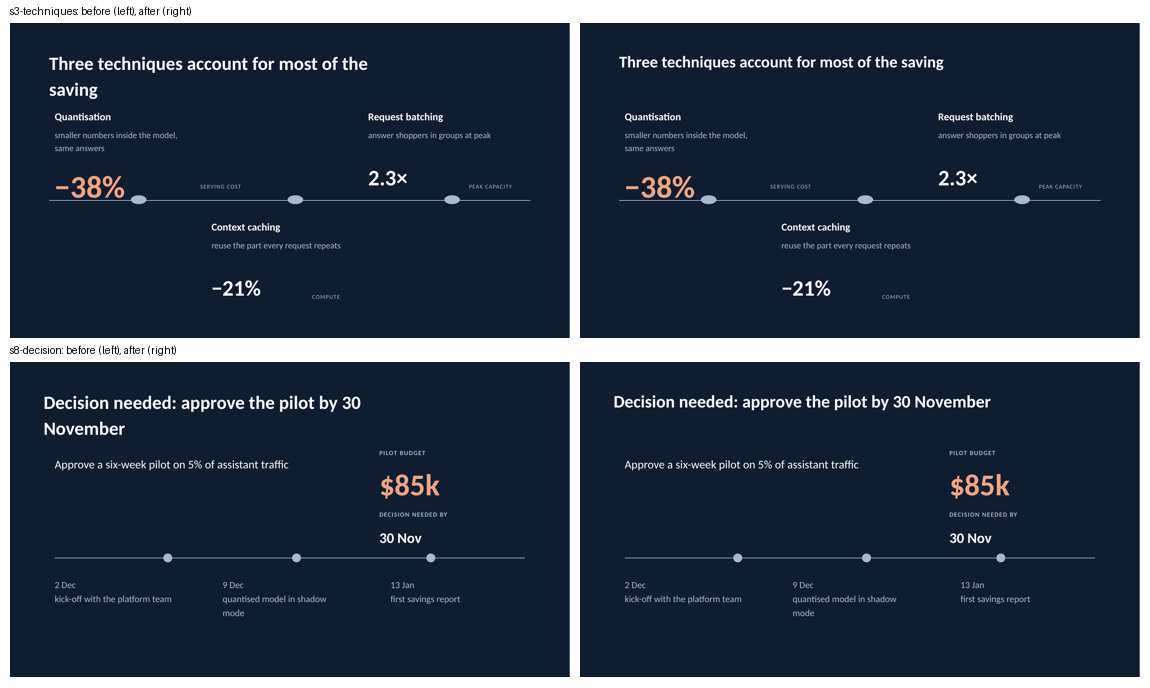 s3-techniques: before (left), after (right)
Three techniques account for most of the
saving
Quantisation
smaller numbers inside the model,
same answers
−38%
SERVING COST
Request batching
answer shoppers in groups at peak
2.3×
PEAK CAPACITY
Context caching
reuse the part every request repeats
−21%
COMPUTE
Three techniques account for most of the saving
Quantisation
smaller numbers inside the model,
same answers
−38%
SERVING COST
Request batching
answer shoppers in groups at peak
2.3×
PEAK CAPACITY
Context caching
reuse the part every request repeats
−21%
COMPUTE
s8-decision: before (left), after (right)
Decision needed: approve the pilot by 30
November
Approve a six-week pilot on 5% of assistant traffic
PILOT BUDGET
$85k
DECISION NEEDED BY
30 Nov
2 Dec
kick-off with the platform team
9 Dec
quantised model in shadow
mode
13 Jan
first savings report
Decision needed: approve the pilot by 30 November
Approve a six-week pilot on 5% of assistant traffic
PILOT BUDGET
$85k
DECISION NEEDED BY
30 Nov
2 Dec
kick-off with the platform team
9 Dec
quantised model in shadow
mode
13 Jan
first savings report